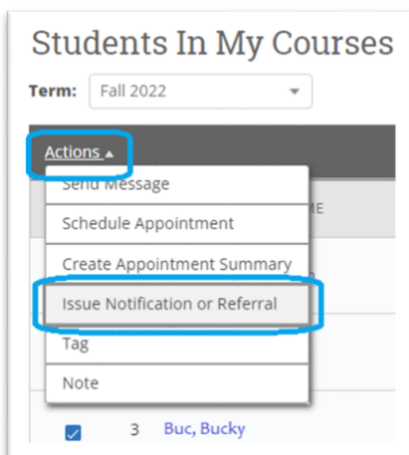 Students In My Courses
Term: Fall 2022
Actions
Send Message
ME
Schedule Appointment
Create Appointment Summary
Issue Notification or Referral
Tag
Note
3 Buc, Bucky